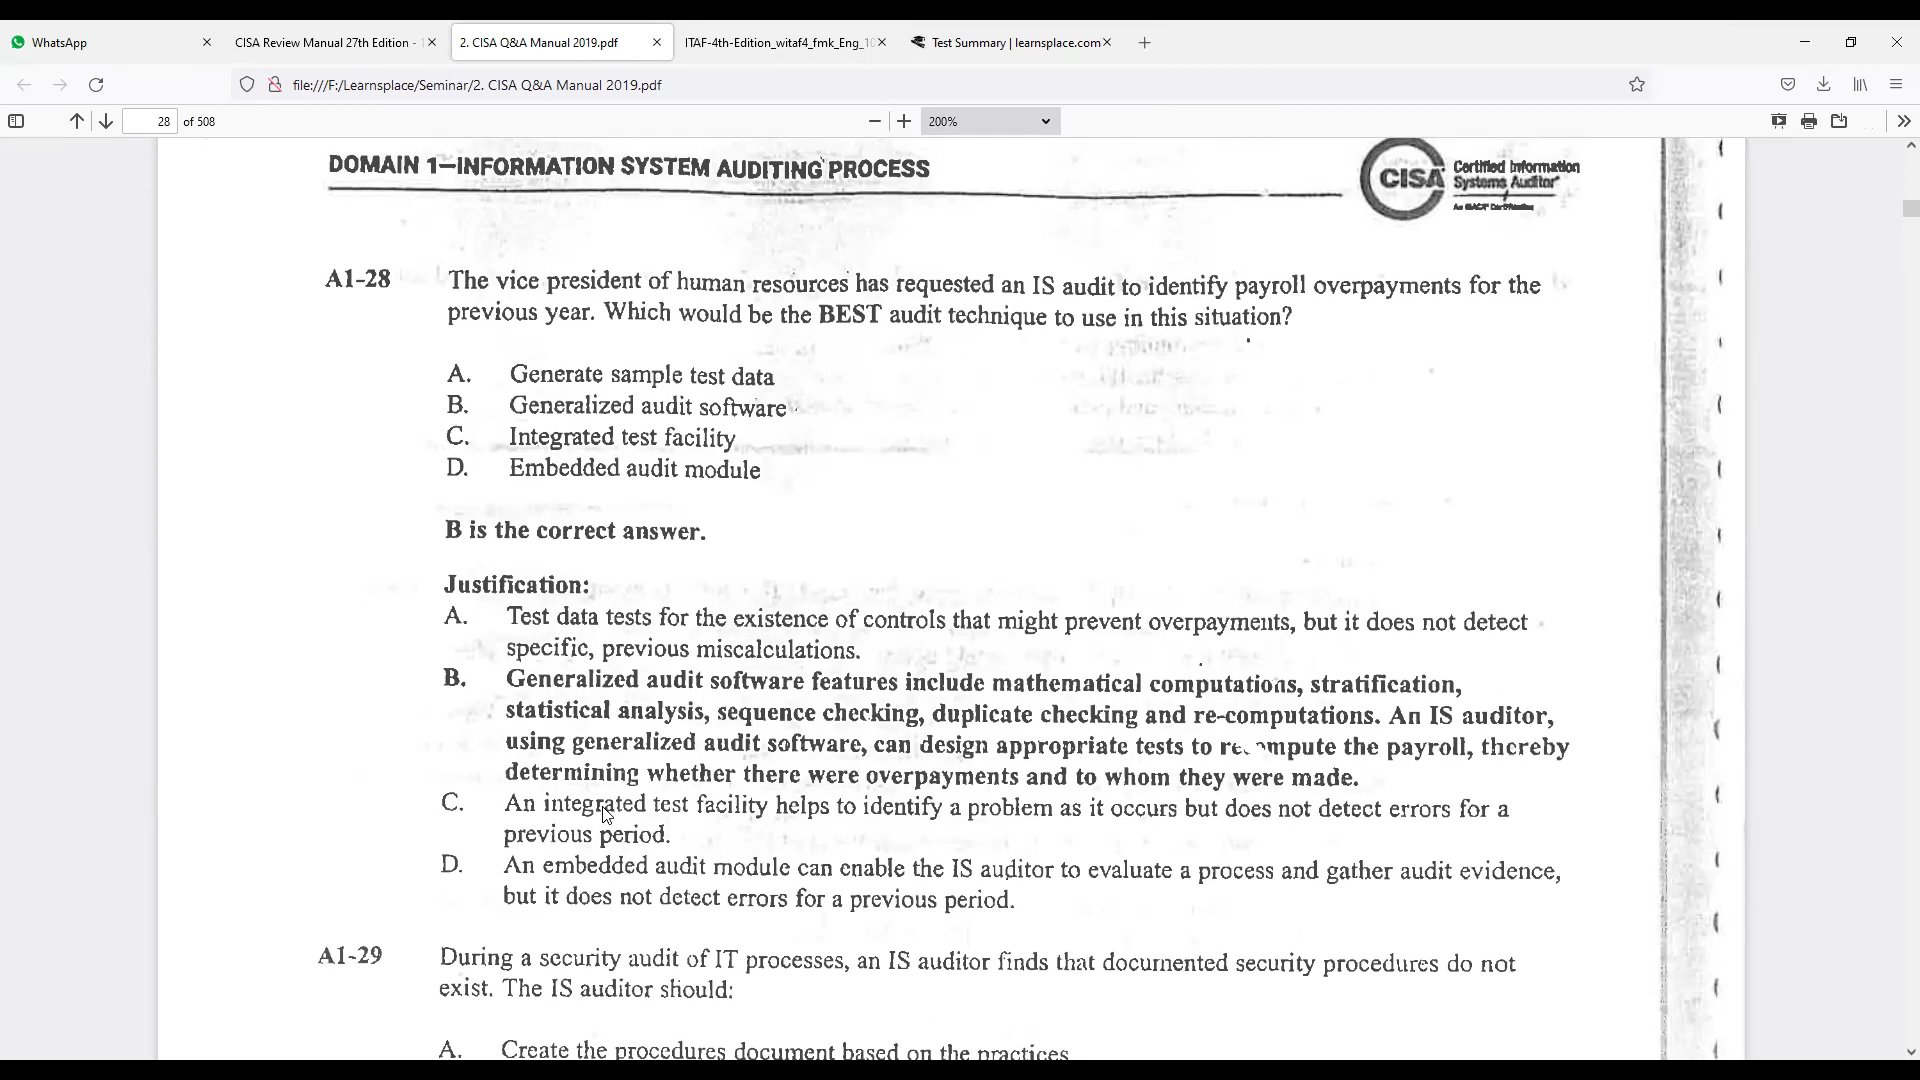 WhatsApp
CISA Review Manual 27th Edition -
2. CISA Q&A Manual 2019.pdf
ITAF-4th-Edition_witaf4_fmk_Eng_10
Test Summary | learnsplace.com
file:///F:/Learnsplace/Seminar/2. CISA Q&A Manual 2019.pdf
28 of 508
200%
DOMAIN 1—INFORMATION SYSTEM AUDITING PROCESS
CISA Certified Information
Systems Auditor
An ISACA Certification
A1-28 The vice president of human resources has requested an IS audit to identify payroll overpayments for the
previous year. Which would be the BEST audit technique to use in this situation?
A. Generate sample test data
B. Generalized audit software
C. Integrated test facility
D. Embedded audit module
B is the correct answer.
Justification:
A. Test data tests for the existence of controls that might prevent overpayments, but it does not detect
specific, previous miscalculations.
B. Generalized audit software features include mathematical computations, stratification,
statistical analysis, sequence checking, duplicate checking and re-computations. An IS auditor,
using generalized audit software, can design appropriate tests to recompute the payroll, thereby
determining whether there were overpayments and to whom they were made.
C. An integrated test facility helps to identify a problem as it occurs but does not detect errors for a
previous period.
D. An embedded audit module can enable the IS auditor to evaluate a process and gather audit evidence,
but it does not detect errors for a previous period.
A1-29 During a security audit of IT processes, an IS auditor finds that documented security procedures do not
exist. The IS auditor should:
A. Create the procedures document based on the practices